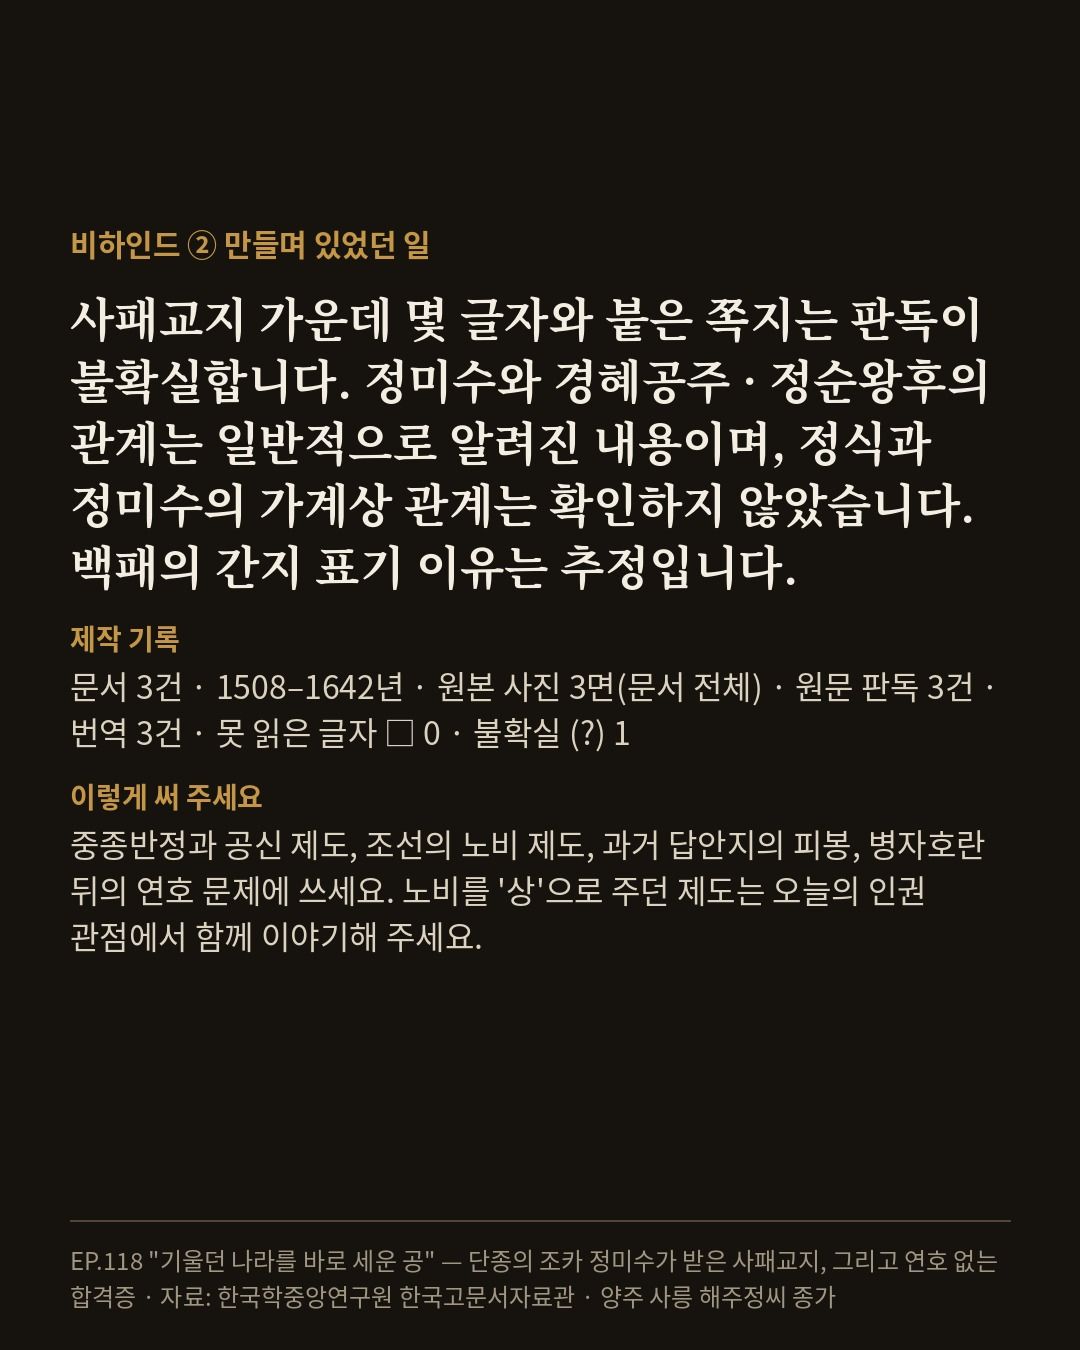 비하인드 ② 만들며 있었던 일
사패교지 가운데 몇 글자와 붙은 쪽지는 판독이
불확실합니다. 정미수와 경혜공주 · 정순왕후의
관계는 일반적으로 알려진 내용이며, 정식과
정미수의 가계상 관계는 확인하지 않았습니다.
백패의 간지 표기 이유는 추정입니다.
제작 기록
문서 3건 · 1508–1642년 · 원본 사진 3면(문서 전체) · 원문 판독 3건 ·
번역 3건 · 못 읽은 글자 □ 0 · 불확실 (?) 1
이렇게 써 주세요
중종반정과 공신 제도, 조선의 노비 제도, 과거 답안지의 피봉, 병자호란
뒤의 연호 문제에 쓰세요. 노비를 '상'으로 주던 제도는 오늘의 인권
관점에서 함께 이야기해 주세요.
EP.118 "기울던 나라를 바로 세운 공" — 단종의 조카 정미수가 받은 사패교지, 그리고 연호 없는
합격증 · 자료: 한국학중앙연구원 한국고문서자료관 · 양주 사릉 해주정씨 종가